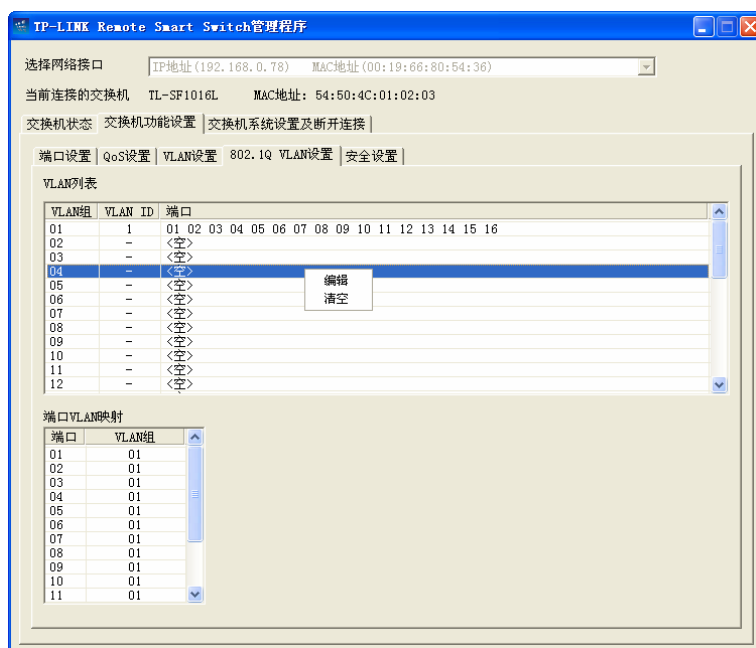 TP-LINK Remote Smart Switch管理程序
选择网络接口 IP地址(192.168.0.78) MAC地址(00:19:66:80:54:36)
当前连接的交换机 TL-SF1016L MAC地址: 54:50:4C:01:02:03
交换机状态 交换机功能设置 交换机系统设置及断开连接
端口设置 QoS设置 VLAN设置 802.1Q VLAN设置 安全设置
VLAN列表
VLAN组 VLAN ID 端口
01 1 01 02 03 04 05 06 07 08 09 10 11 12 13 14 15 16
02 - <空>
03 - <空>
04 - <空>
05 - <空>
06 - <空>
07 - <空>
08 - <空>
09 - <空>
10 - <空>
11 - <空>
12 - <空>
编辑
清空
端口VLAN映射
端口 VLAN组
01 01
02 01
03 01
04 01
05 01
06 01
07 01
08 01
09 01
10 01
11 01